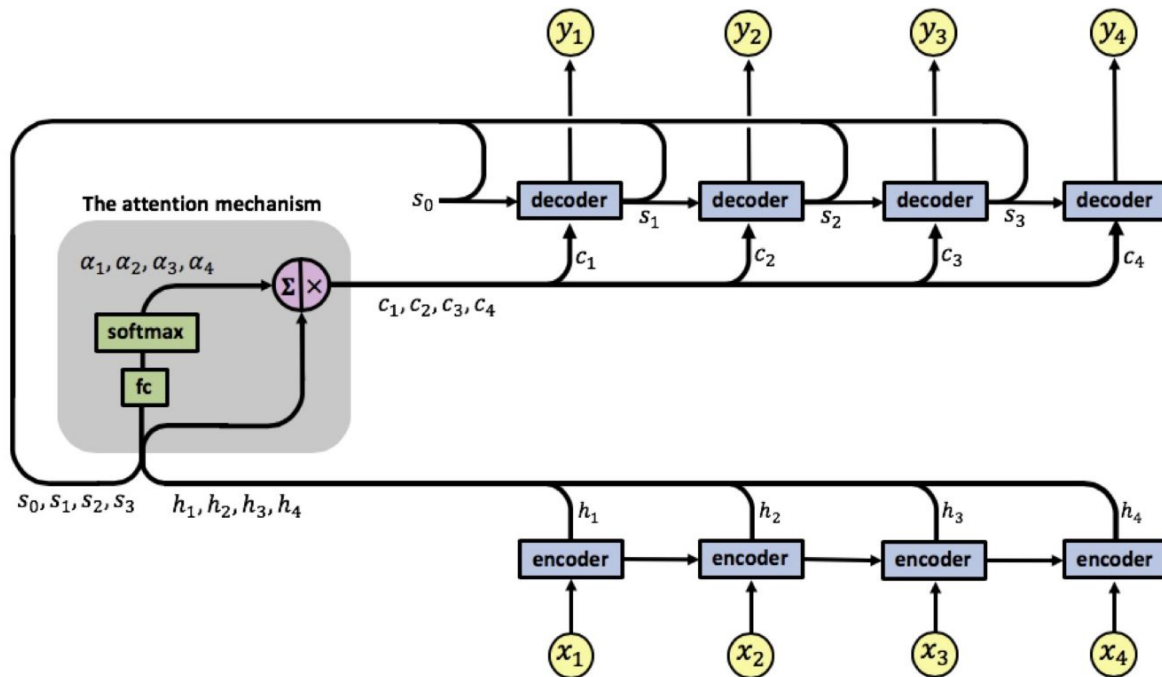 y₁ y₂ y₃ y₄
s₀ decoder s₁ decoder s₂ decoder s₃ decoder
The attention mechanism
c₁ c₂ c₃ c₄
α₁, α₂, α₃, α₄
Σ ×
c₁, c₂, c₃, c₄
softmax
fc
s₀, s₁, s₂, s₃ h₁, h₂, h₃, h₄
h₁ h₂ h₃ h₄
encoder encoder encoder encoder
x₁ x₂ x₃ x₄